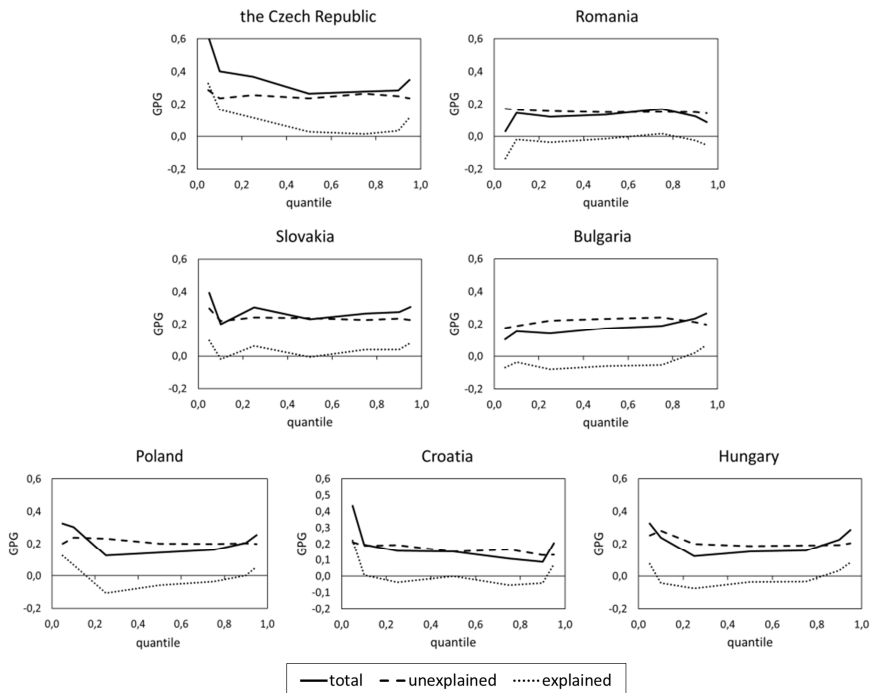 the Czech Republic
0,6
0,4
0,2
0,0
-0,2
GPG
0,0 0,2 0,4 0,6 0,8 1,0
quantile
Romania
0,6
0,4
0,2
0,0
-0,2
GPG
0,0 0,2 0,4 0,6 0,8 1,0
quantile
Slovakia
0,6
0,4
0,2
0,0
-0,2
GPG
0,0 0,2 0,4 0,6 0,8 1,0
quantile
Bulgaria
0,6
0,4
0,2
0,0
-0,2
GPG
0,0 0,2 0,4 0,6 0,8 1,0
quantile
Poland
0,6
0,4
0,2
0,0
-0,2
GPG
0,0 0,2 0,4 0,6 0,8 1,0
quantile
Croatia
0,6
0,5
0,4
0,3
0,2
0,1
0,0
-0,1
-0,2
GPG
0,0 0,2 0,4 0,6 0,8 1,0
quantile
Hungary
0,6
0,4
0,2
0,0
-0,2
GPG
0,0 0,2 0,4 0,6 0,8 1,0
quantile
total unexplained explained